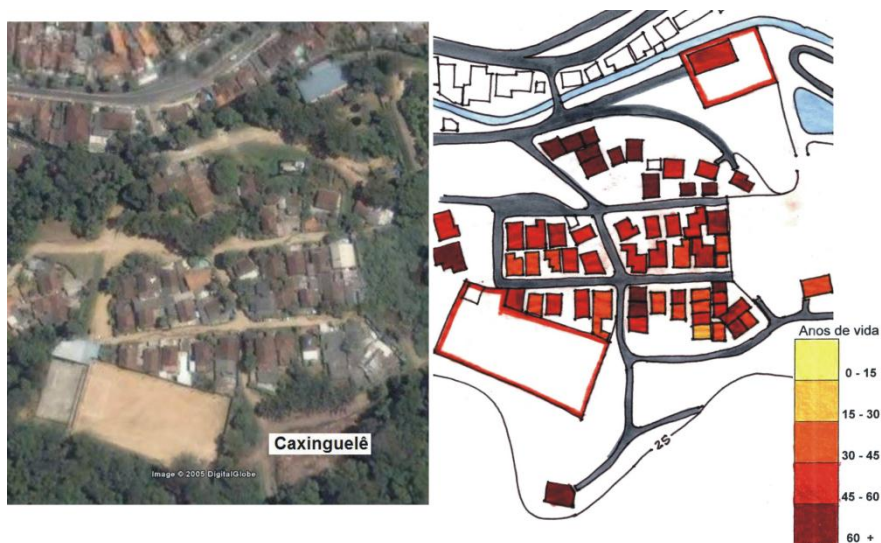 Caxinguelê
Image © 2005 DigitalGlobe
25
Anos de vida
0 - 15
15 - 30
30 - 45
45 - 60
60 +